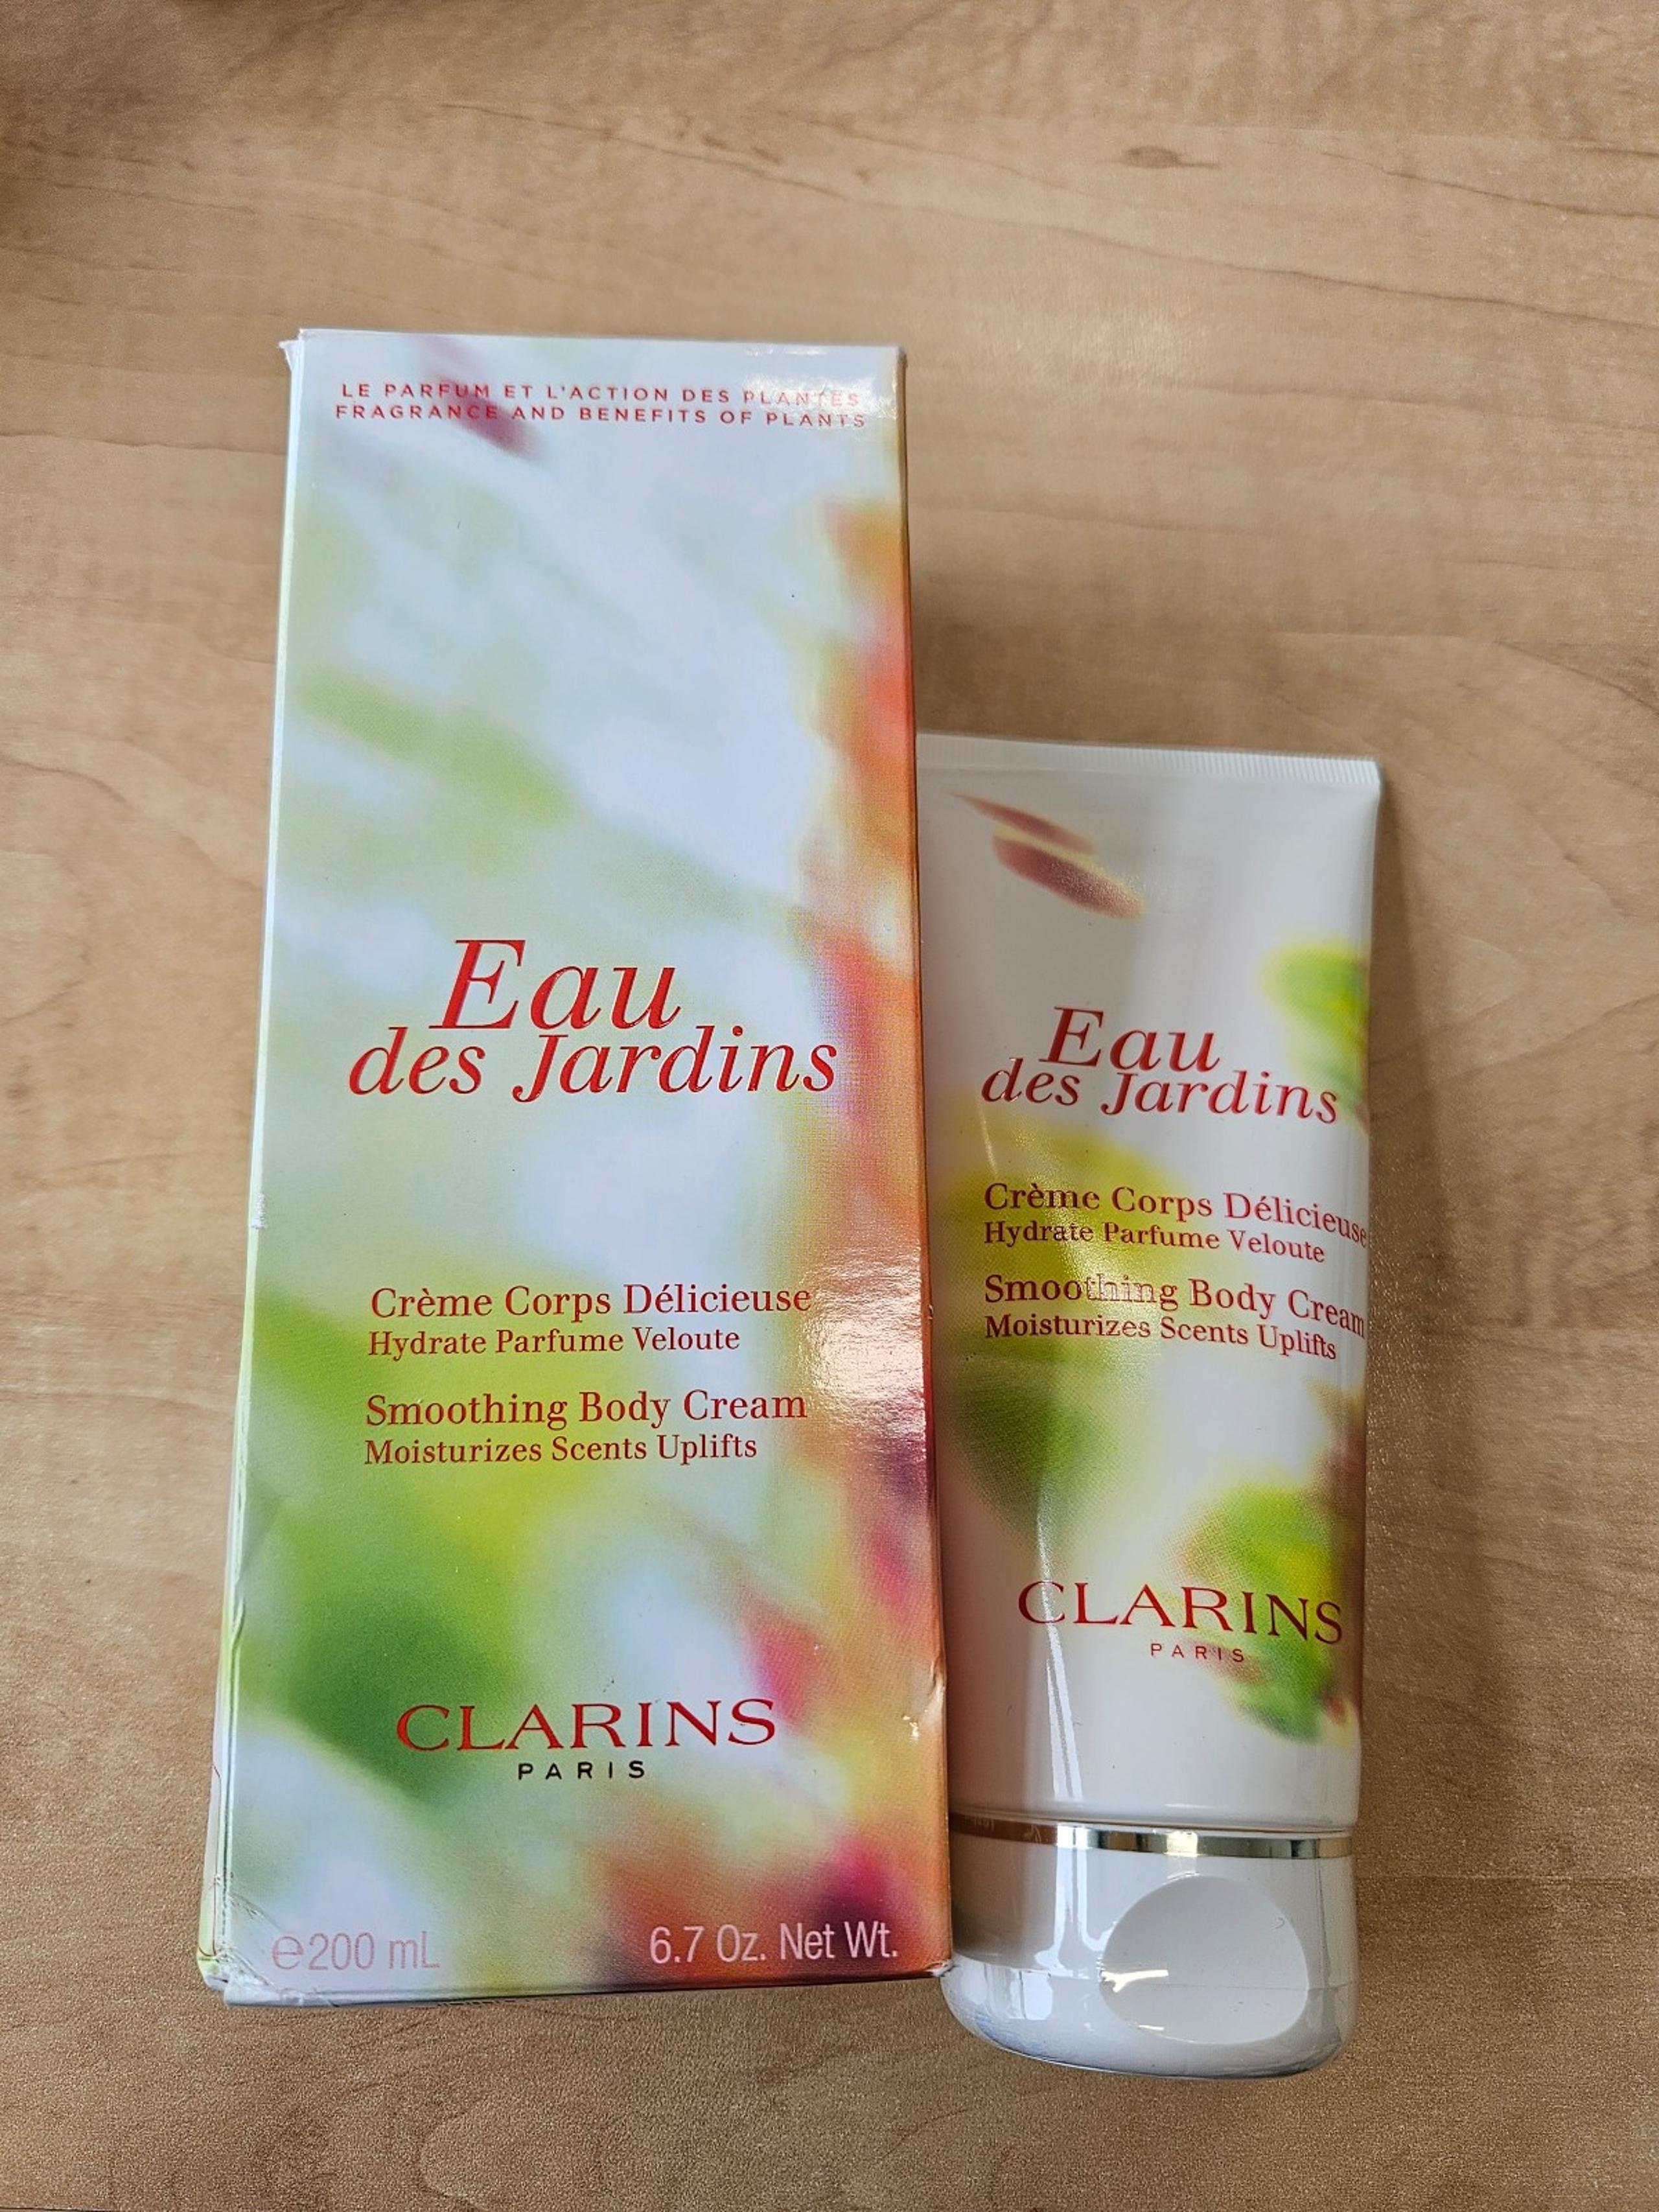 LE PARFUM ET L'ACTION DES PLANTES
FRAGRANCE AND BENEFITS OF PLANTS
Eau
des Jardins
Crème Corps Délicieuse
Hydrate Parfume Veloute
Smoothing Body Cream
Moisturizes Scents Uplifts
CLARINS
PARIS
℮200 mL
6.7 Oz. Net Wt.
Eau
des Jardins
Crème Corps Délicieuse
Hydrate Parfume Veloute
Smoothing Body Cream
Moisturizes Scents Uplifts
CLARINS
PARIS